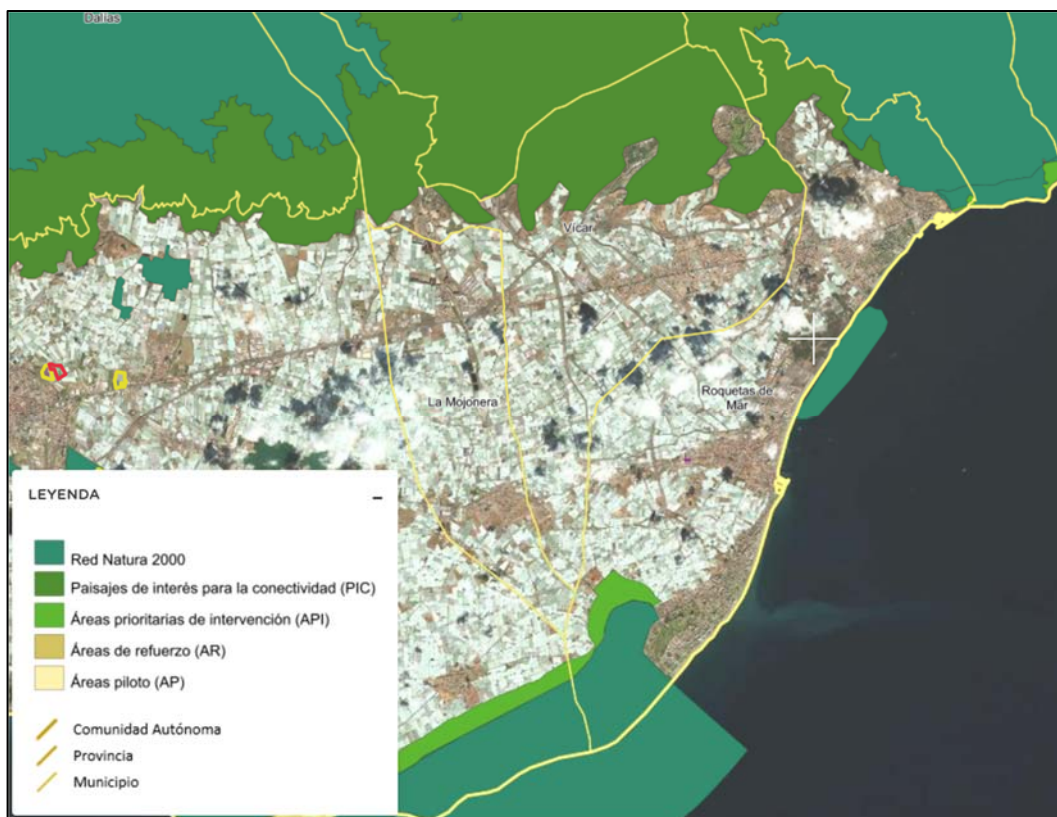 Dalías
Vícar
La Mojonera
Roquetas de
Mar
LEYENDA
Red Natura 2000
Paisajes de interés para la conectividad (PIC)
Áreas prioritarias de intervención (API)
Áreas de refuerzo (AR)
Áreas piloto (AP)
Comunidad Autónoma
Provincia
Municipio